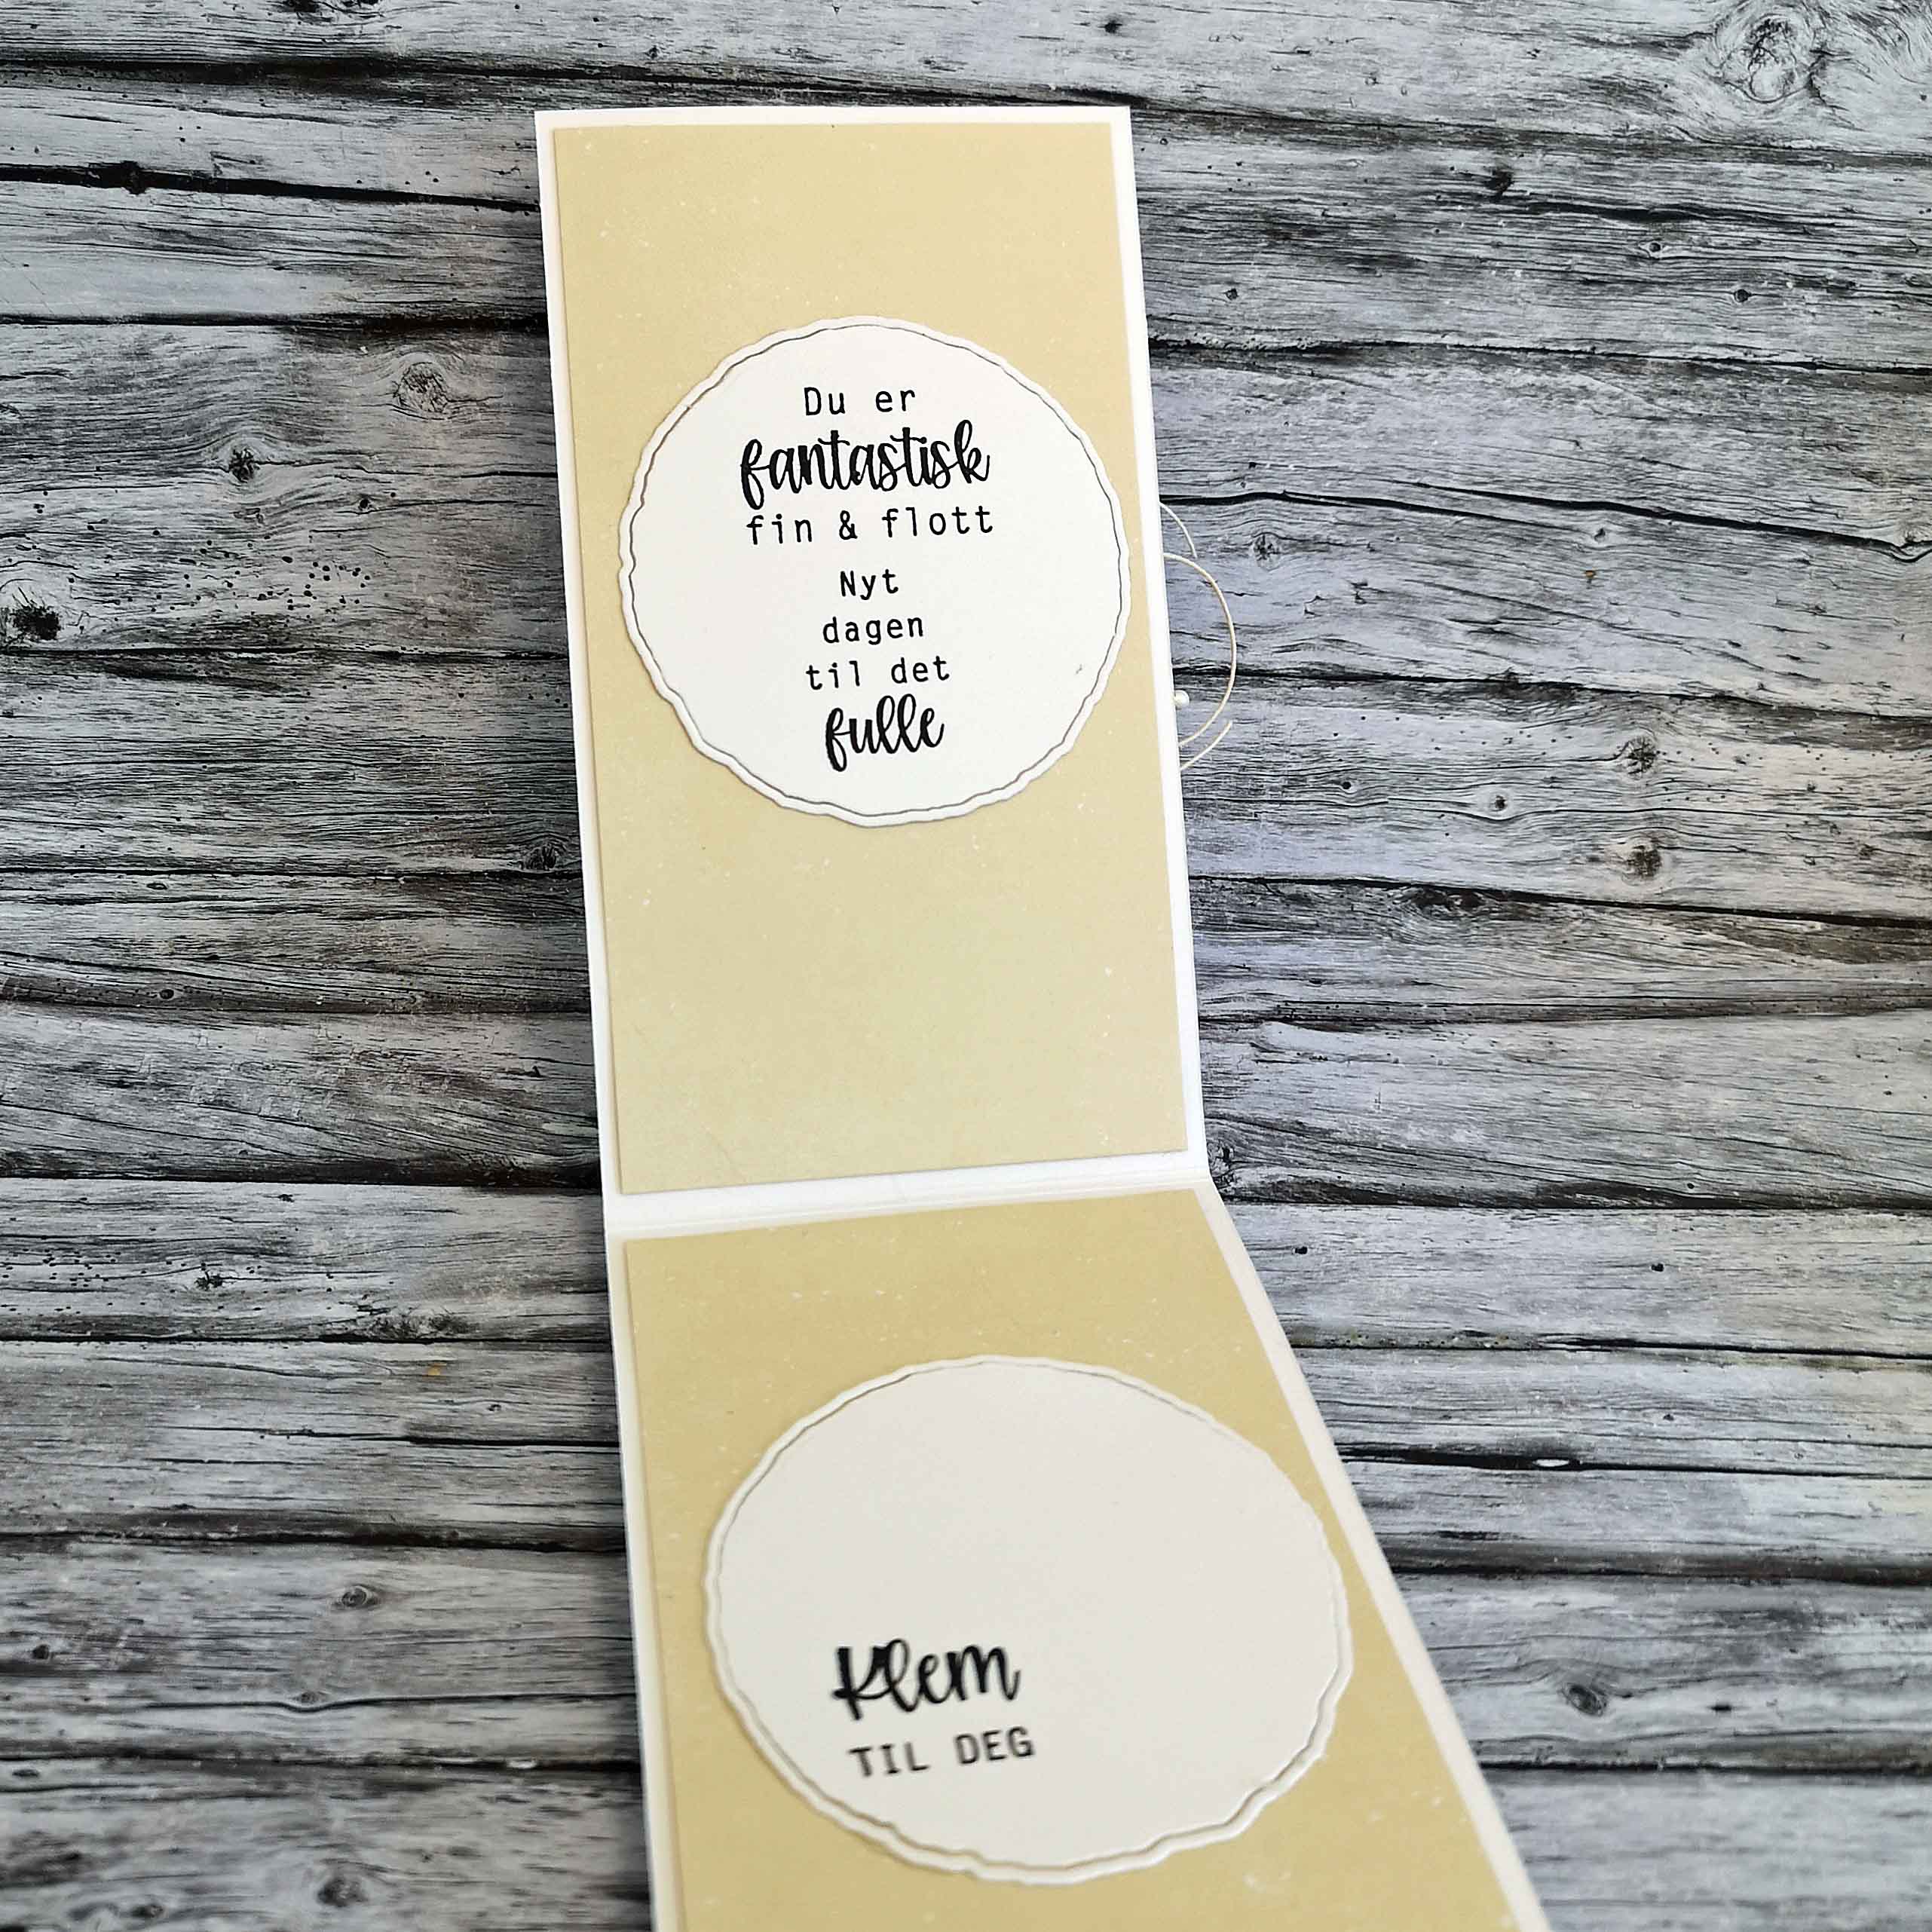 Du er
fantastisk
fin & flott
Nyt
dagen
til det
fulle
Klem
TIL DEG